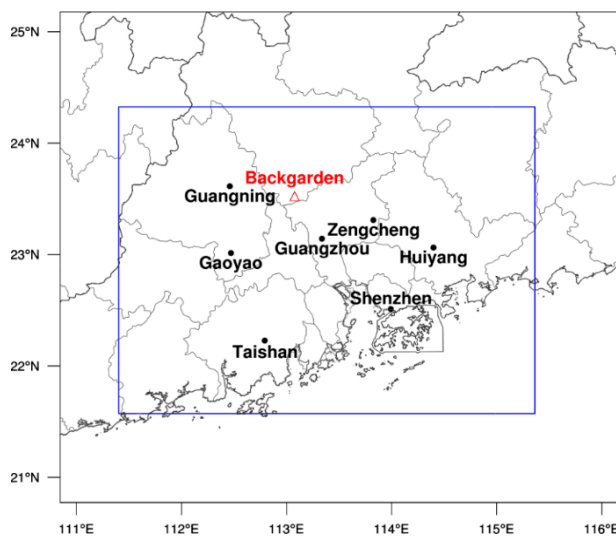 25°N
24°N
Backgarden
Guangning
Zengcheng
Guangzhou
Gaoyao
Huiyang
23°N
Shenzhen
Taishan
22°N
21°N
111°E 112°E 113°E 114°E 115°E 116°E